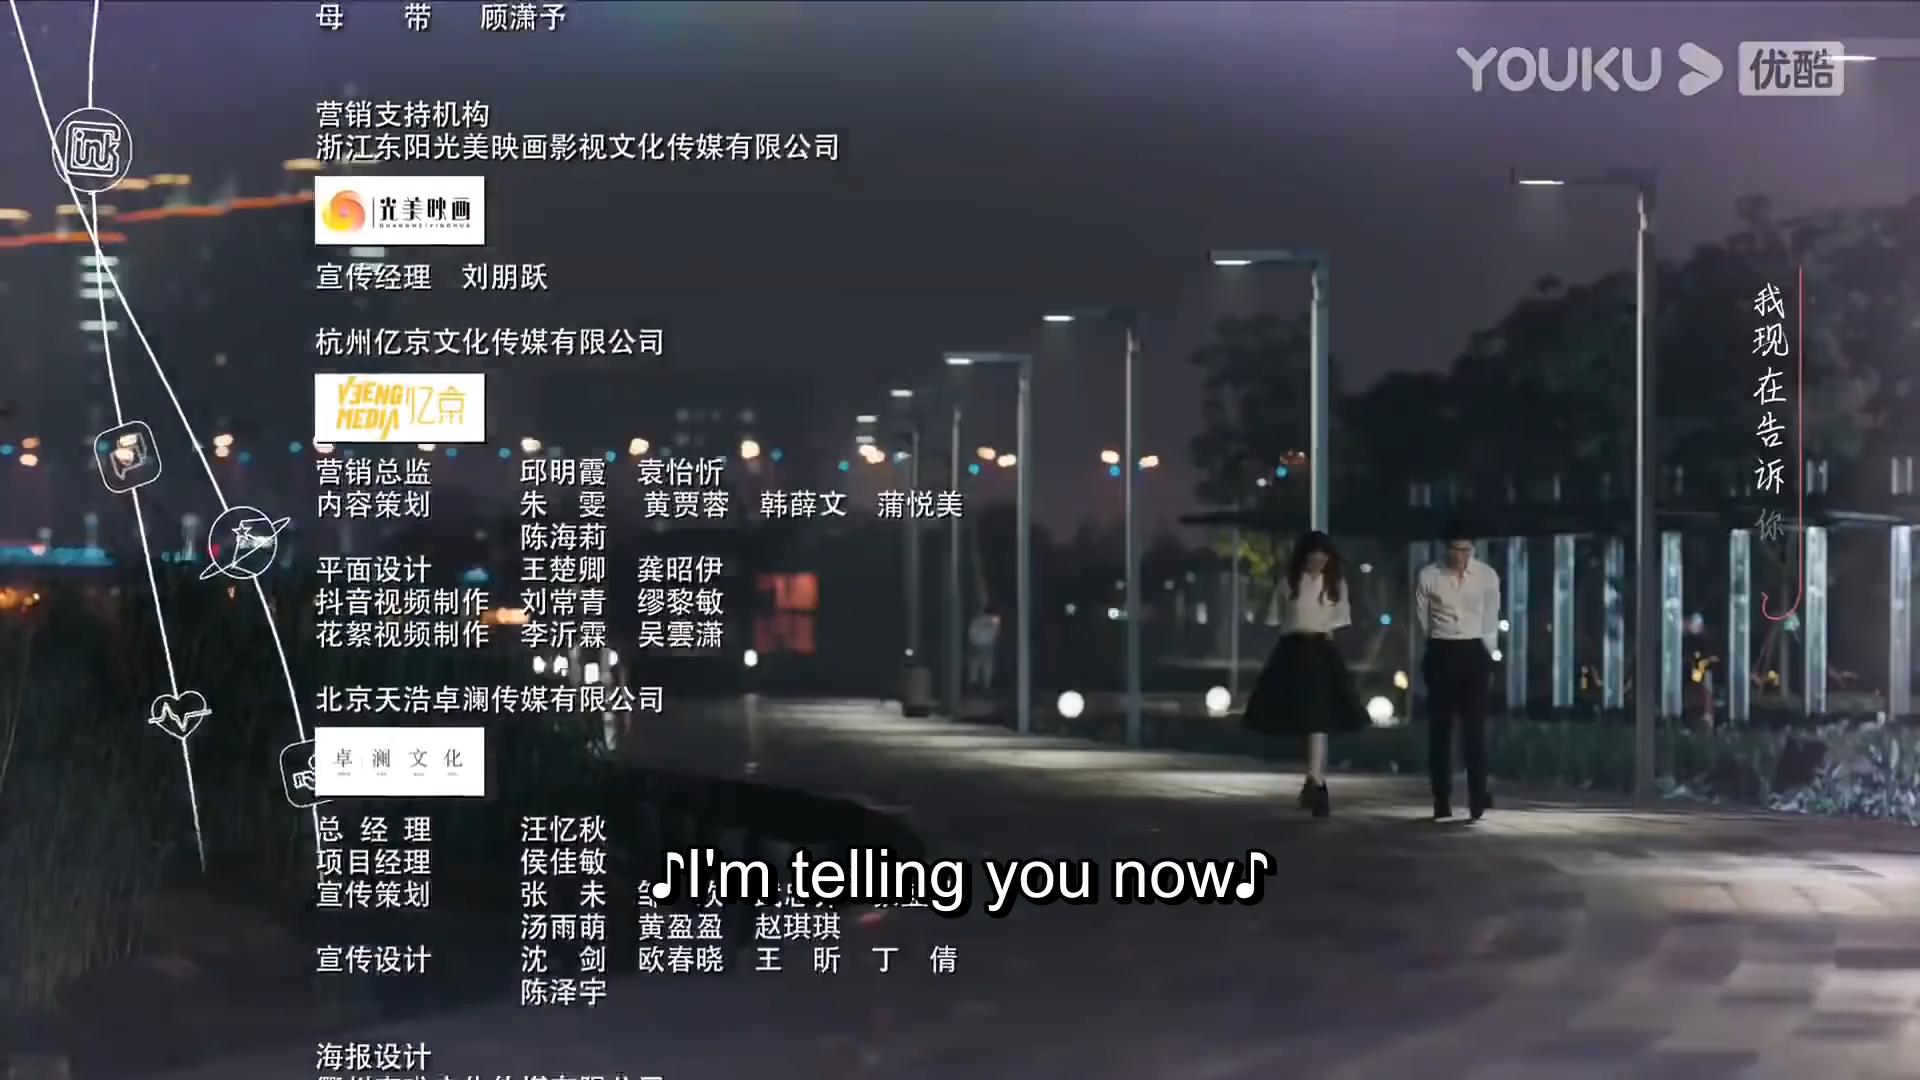 母 带 顾潇予
YOUKU 优酷
营销支持机构
浙江东阳光美映画影视文化传媒有限公司
光美映画
GUANGMEIYINGHUA
宣传经理 刘朋跃
杭州亿京文化传媒有限公司
YEENG MEDIA 亿京
营销总监 邱明霞 袁怡忻
内容策划 朱 雯 黄贾蓉 韩薛文 蒲悦美
陈海莉
平面设计 王楚卿 龚昭伊
抖音视频制作 刘常青 缪黎敏
花絮视频制作 李沂霖 吴雲潇
北京天浩卓澜传媒有限公司
卓澜文化
总经理 汪忆秋
项目经理 侯佳敏
宣传策划 张 未
汤雨萌 黄盈盈 赵琪琪
宣传设计 沈 剑 欧春晓 王 昕 丁 倩
陈泽宇
海报设计
我现在告诉你
♪I'm telling you now♪
ink